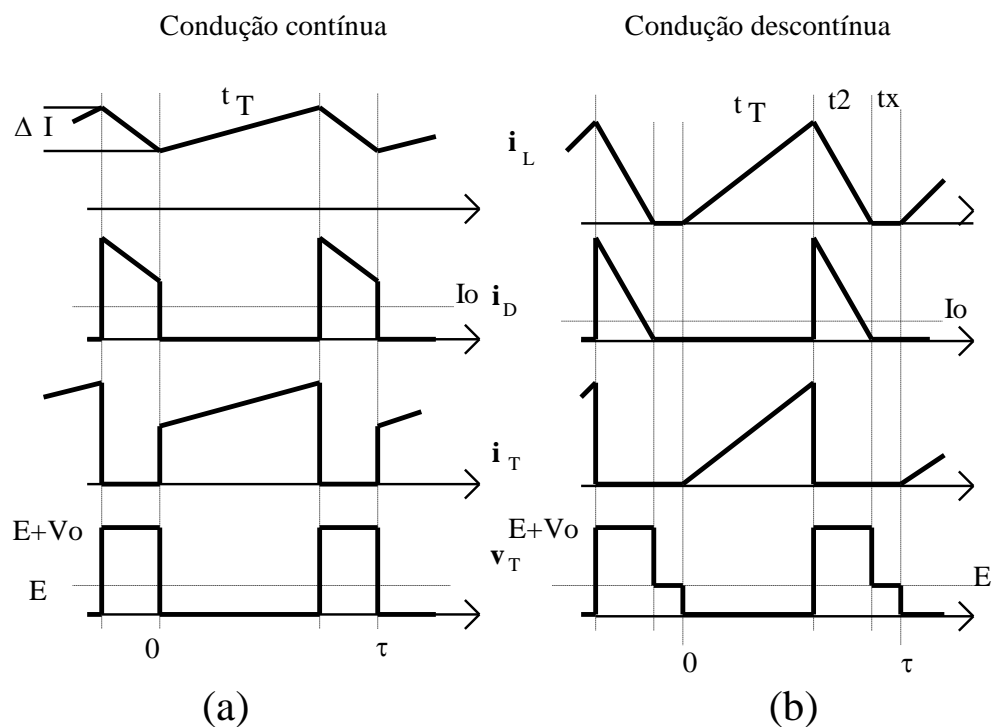 Condução contínua
Condução descontínua
t T
Δ I
t T
t2
tx
i L
Io
i D
Io
i T
E+Vo
E
v T
E+Vo
E
0
τ
0
τ
(a)
(b)